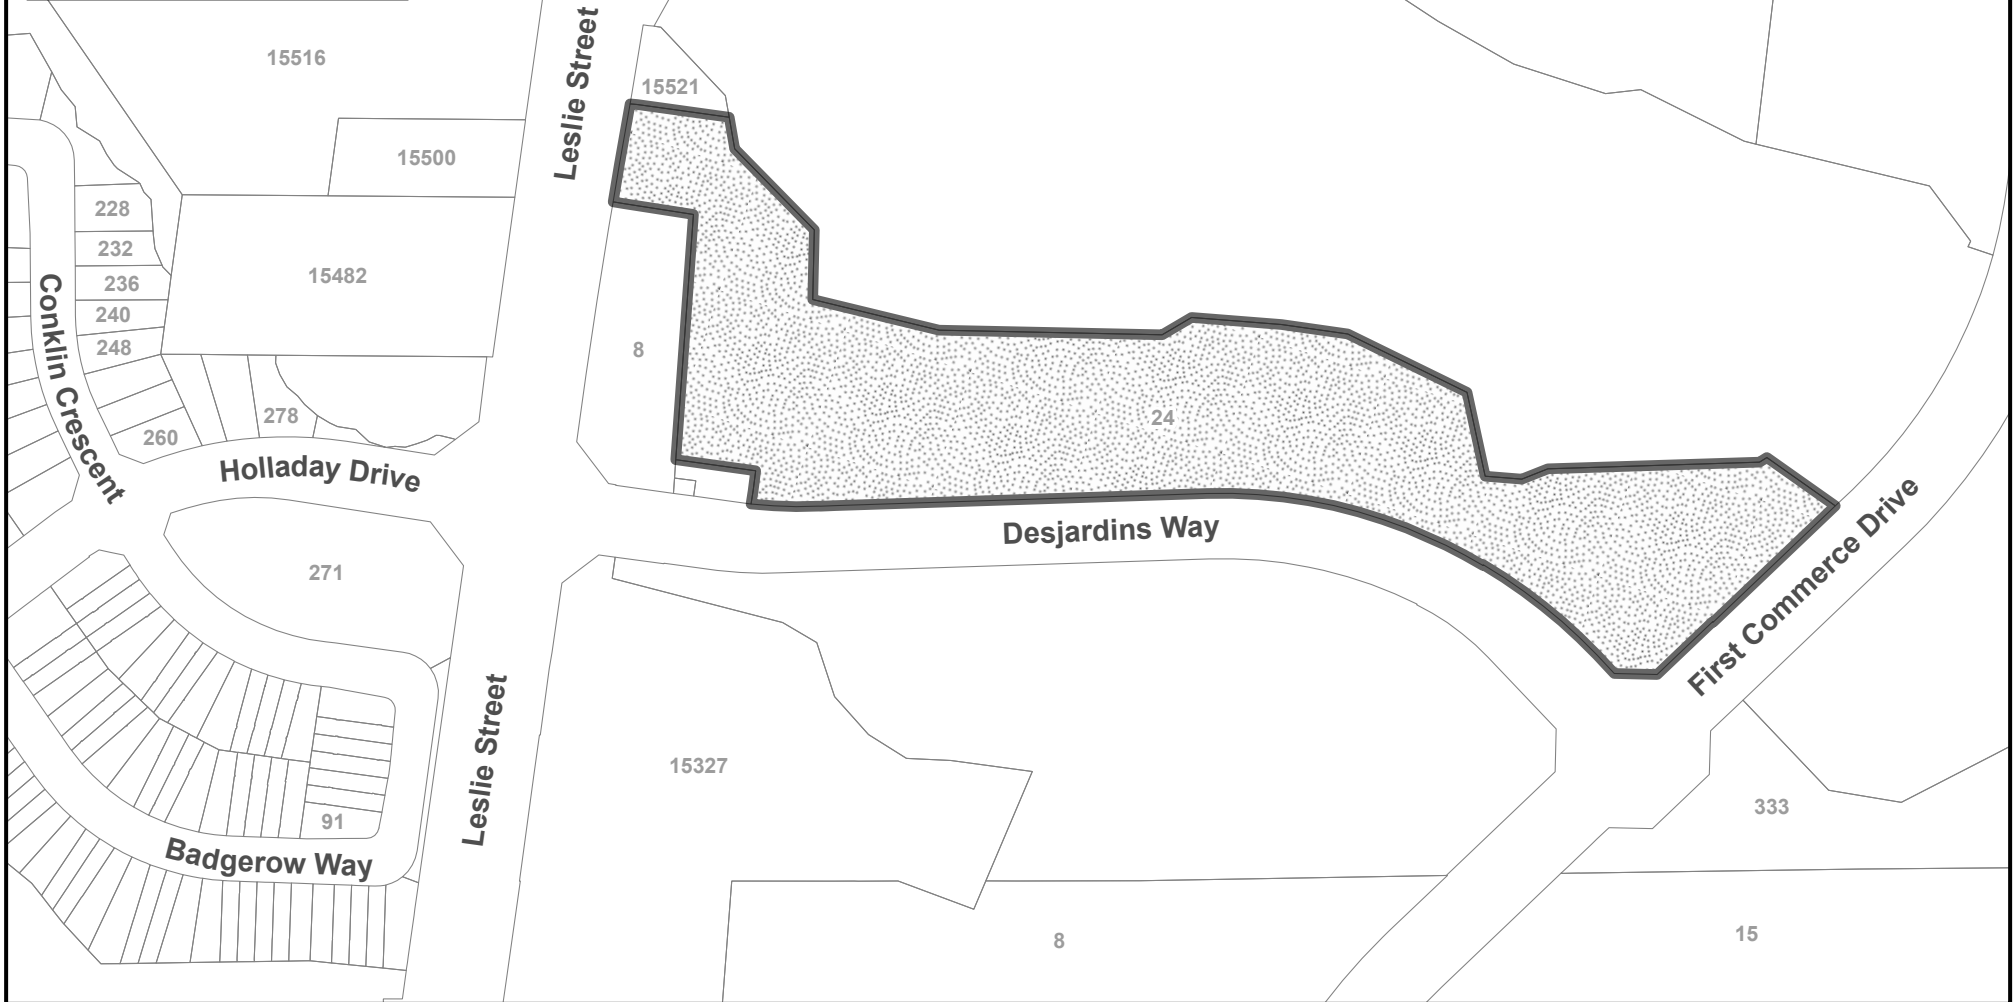 15516
Leslie Street
15521
15500
228
232
236
240
248
15482
Conklin Crescent
8
278
260
24
Holladay Drive
Desjardins Way
First Commerce Drive
271
Leslie Street
15327
333
91
Badgerow Way
8
15